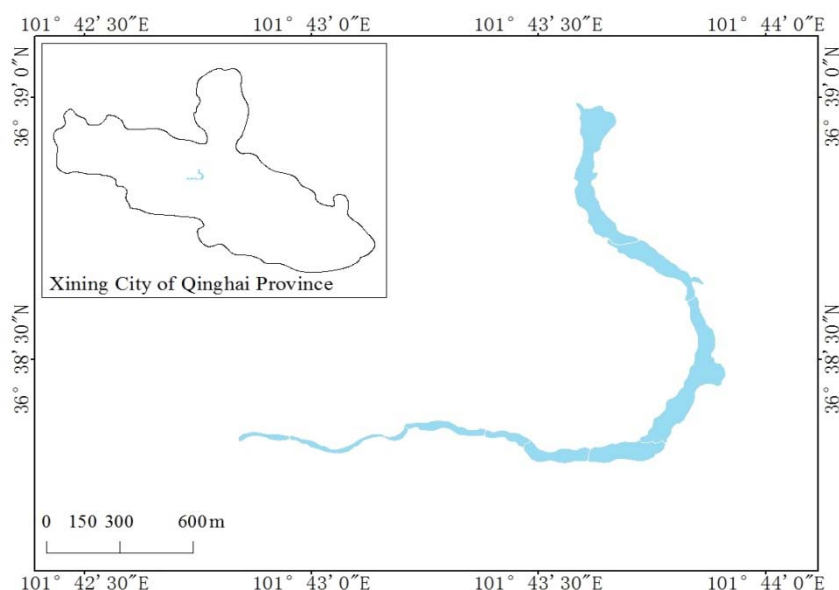 101° 42′ 30″E 101° 43′ 0″E 101° 43′ 30″E 101° 44′ 0″E
36° 39′ 0″N
36° 39′ 0″N
Xining City of Qinghai Province
36° 38′ 30″N
36° 38′ 30″N
0 150 300 600m
101° 42′ 30″E 101° 43′ 0″E 101° 43′ 30″E 101° 44′ 0″E